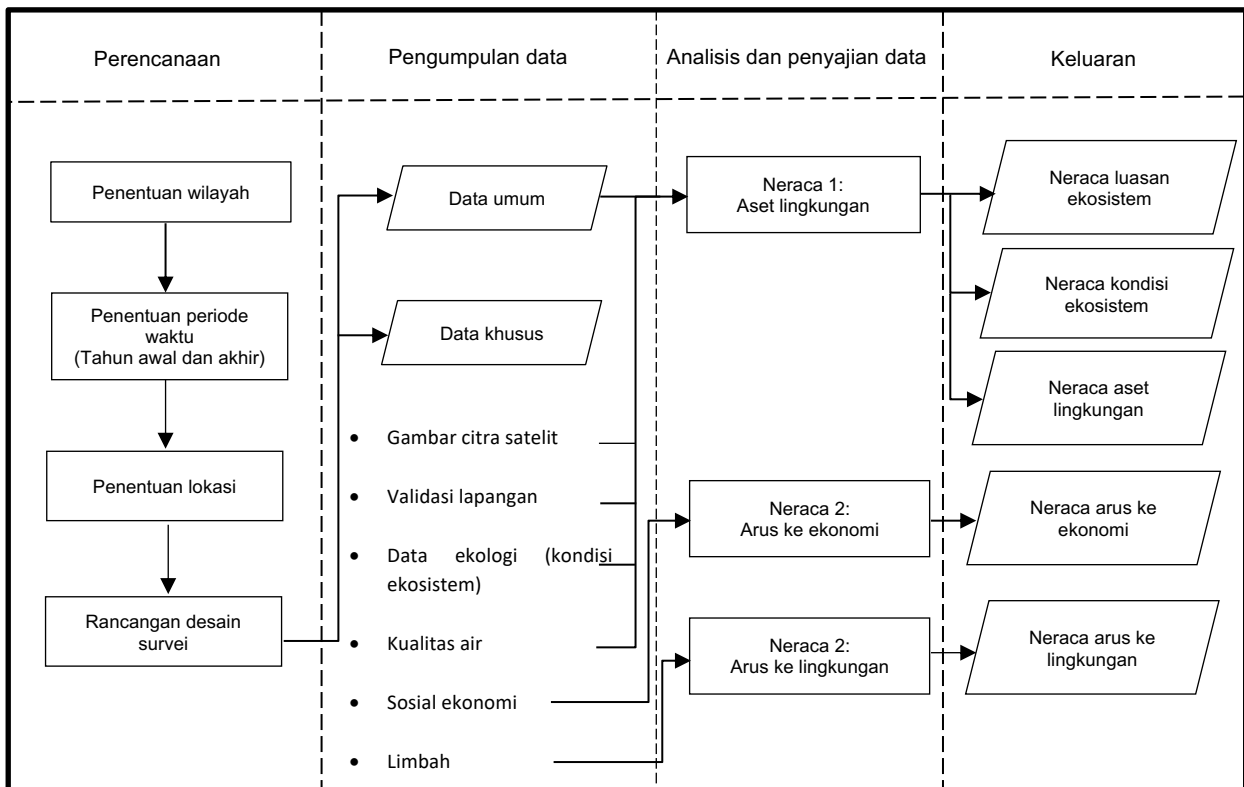 Perencanaan
Pengumpulan data
Analisis dan penyajian data
Keluaran
Penentuan wilayah
Penentuan periode
waktu
(Tahun awal dan akhir)
Penentuan lokasi
Rancangan desain
survei
Data umum
Data khusus
• Gambar citra satelit
• Validasi lapangan
• Data ekologi (kondisi
ekosistem)
• Kualitas air
• Sosial ekonomi
• Limbah
Neraca 1:
Aset lingkungan
Neraca 2:
Arus ke ekonomi
Neraca 2:
Arus ke lingkungan
Neraca luasan
ekosistem
Neraca kondisi
ekosistem
Neraca aset
lingkungan
Neraca arus ke
ekonomi
Neraca arus ke
lingkungan